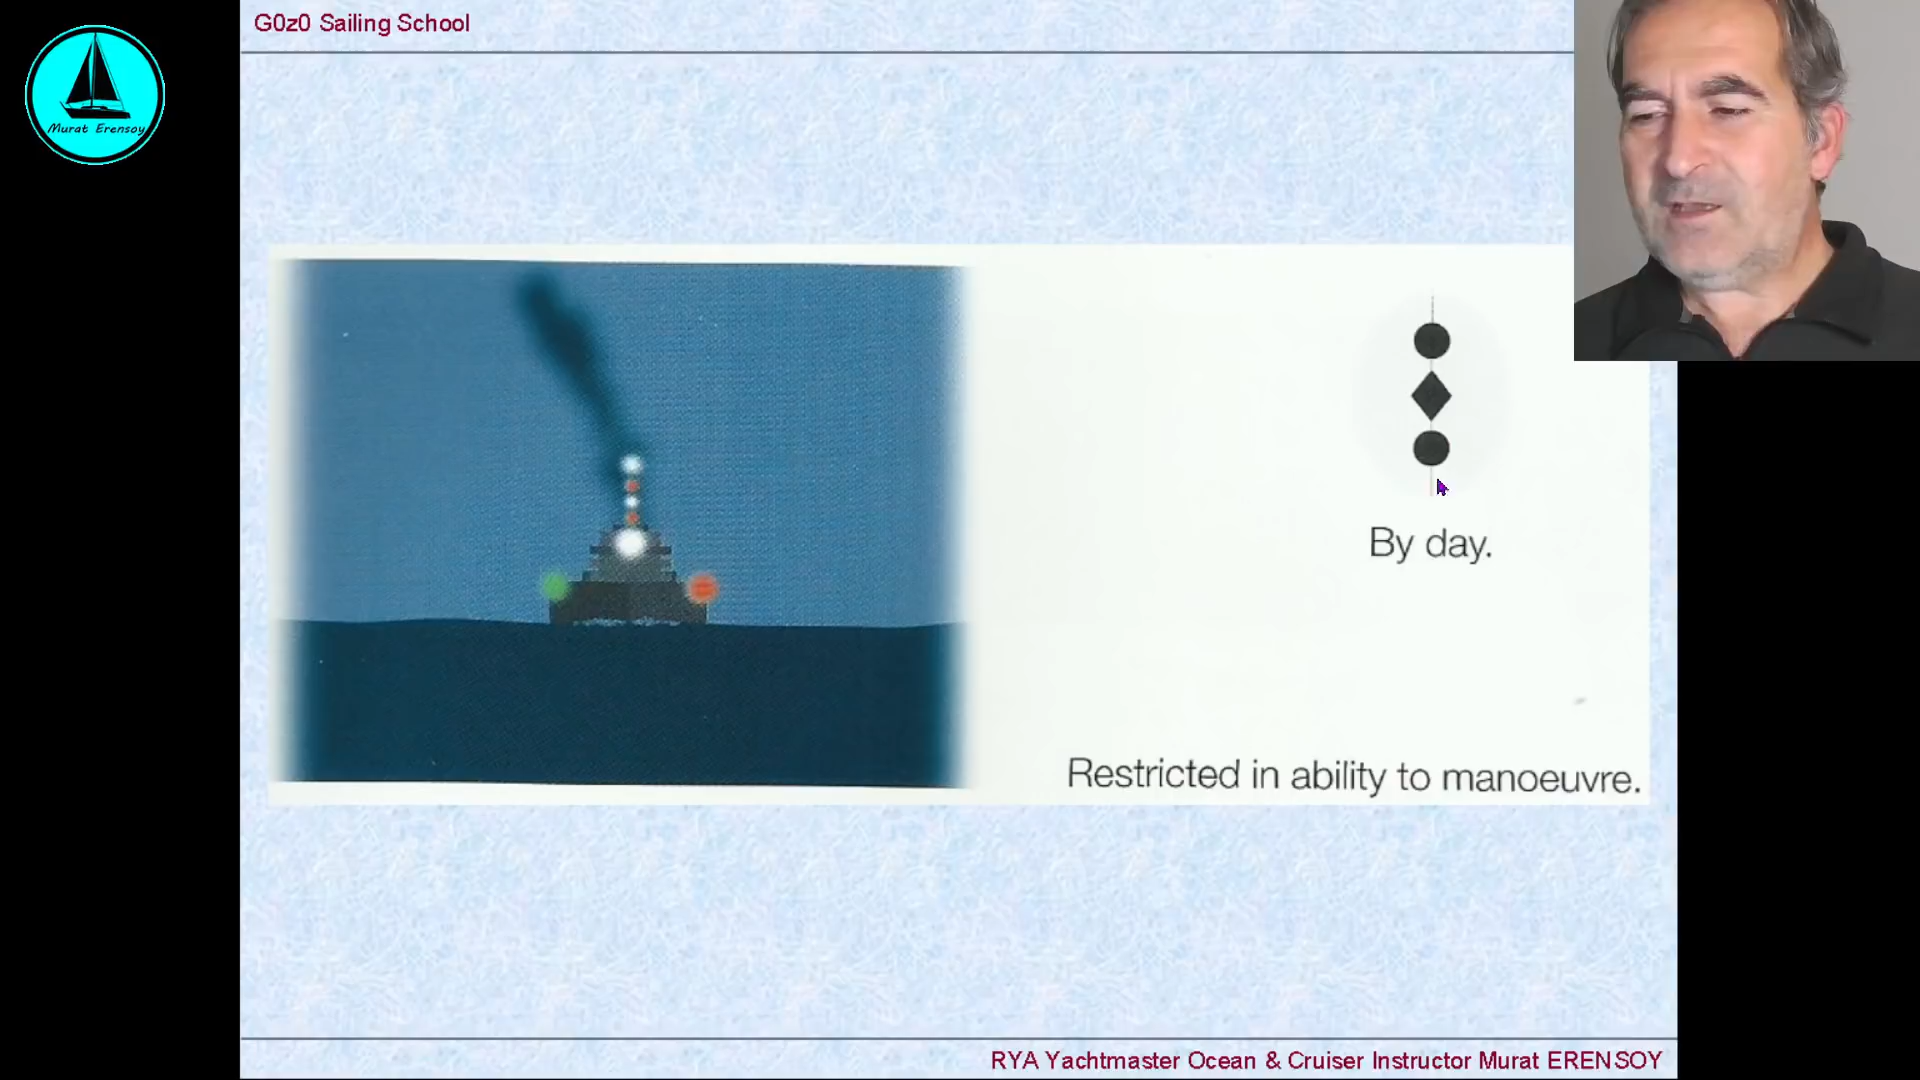 G0z0 Sailing School
Murat Erensoy
By day.
Restricted in ability to manoeuvre.
RYA Yachtmaster Ocean & Cruiser Instructor Murat ERENSOY